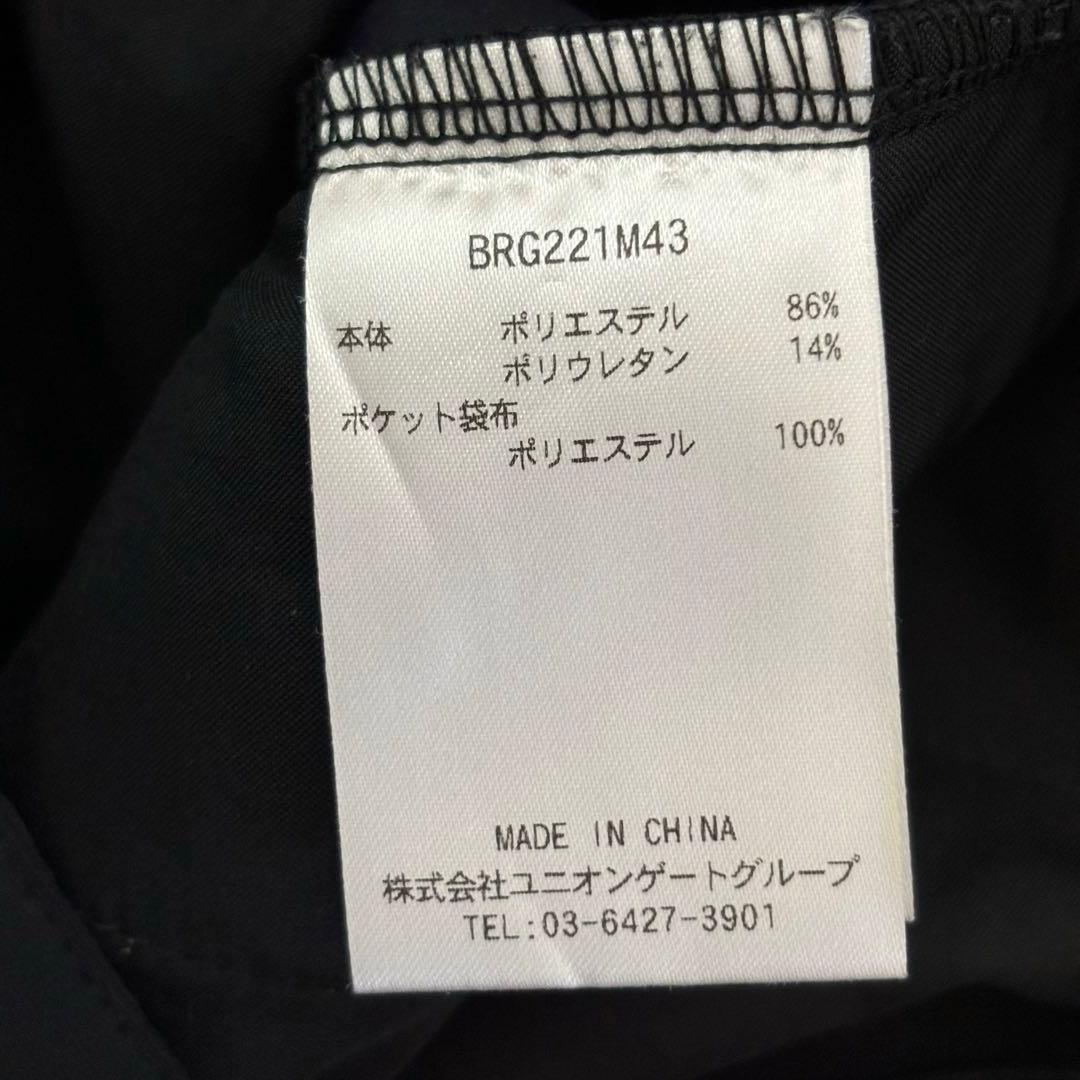 BRG221M43
本体 ポリエステル 86%
ポリウレタン 14%
ポケット袋布
ポリエステル 100%
MADE IN CHINA
株式会社ユニオンゲートグループ
TEL:03-6427-3901